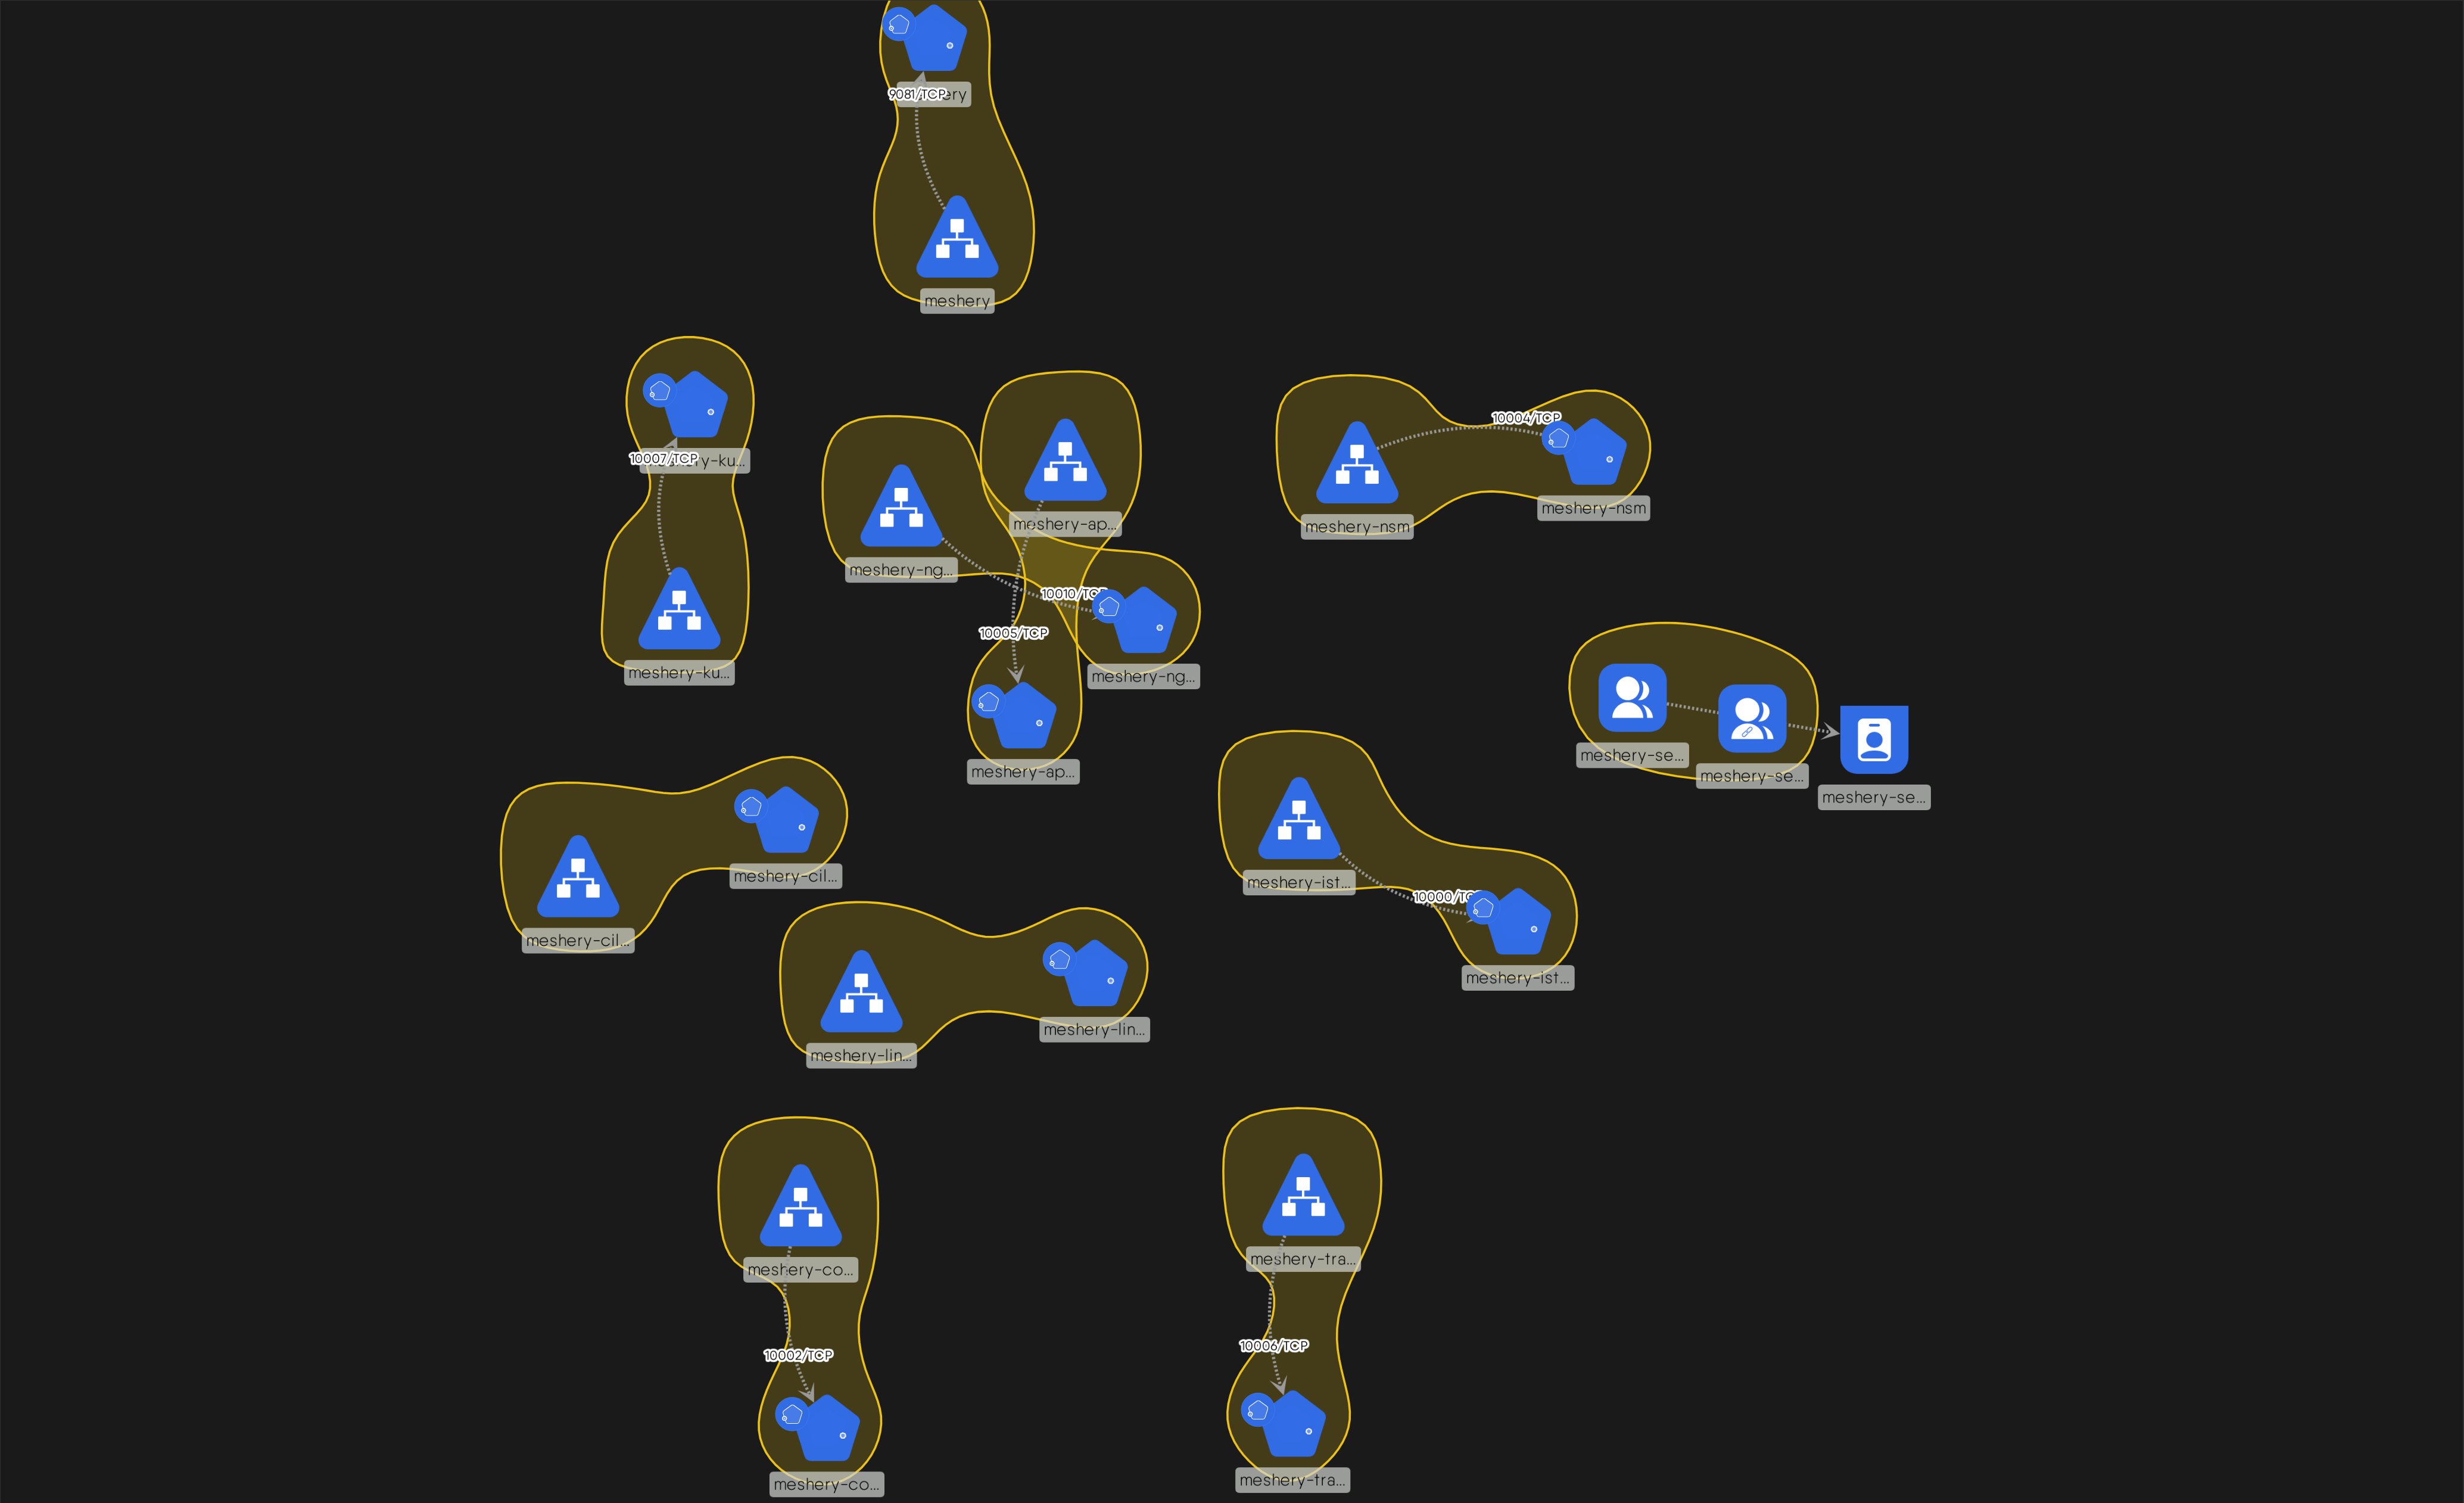 9081/TCP
meshery
10007/TCP
meshery-ku...
meshery-ap...
meshery-ng...
10004/TCP
meshery-nsm
meshery-nsm
10010/TCP
10005/TCP
meshery-ng...
meshery-ap...
meshery-se...
meshery-se...
meshery-se...
meshery-cil...
meshery-cil...
meshery-ist...
10000/TCP
meshery-ist...
meshery-lin...
meshery-lin...
meshery-co...
10002/TCP
meshery-co...
meshery-tra...
10006/TCP
meshery-tra...